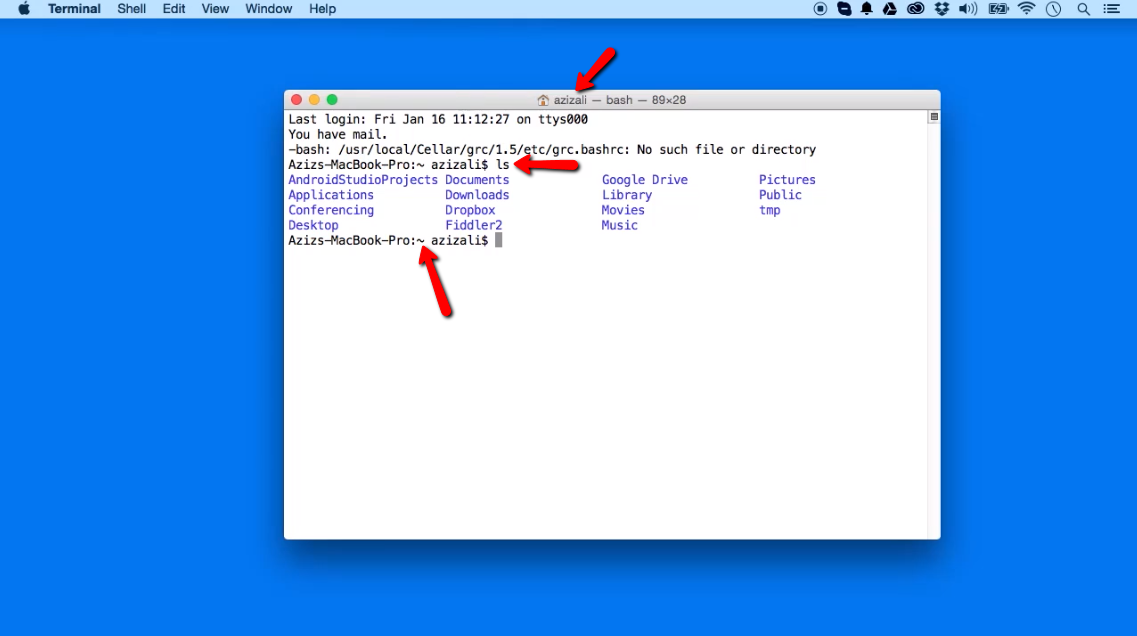 Terminal Shell Edit View Window Help
azizali — bash — 89×28
Last login: Fri Jan 16 11:12:27 on ttys000
You have mail.
-bash: /usr/local/Cellar/grc/1.5/etc/grc.bashrc: No such file or directory
Azizs-MacBook-Pro:~ azizali$ ls
AndroidStudioProjects Documents Google Drive Pictures
Applications Downloads Library Public
Conferencing Dropbox Movies tmp
Desktop Fiddler2 Music
Azizs-MacBook-Pro:~ azizali$